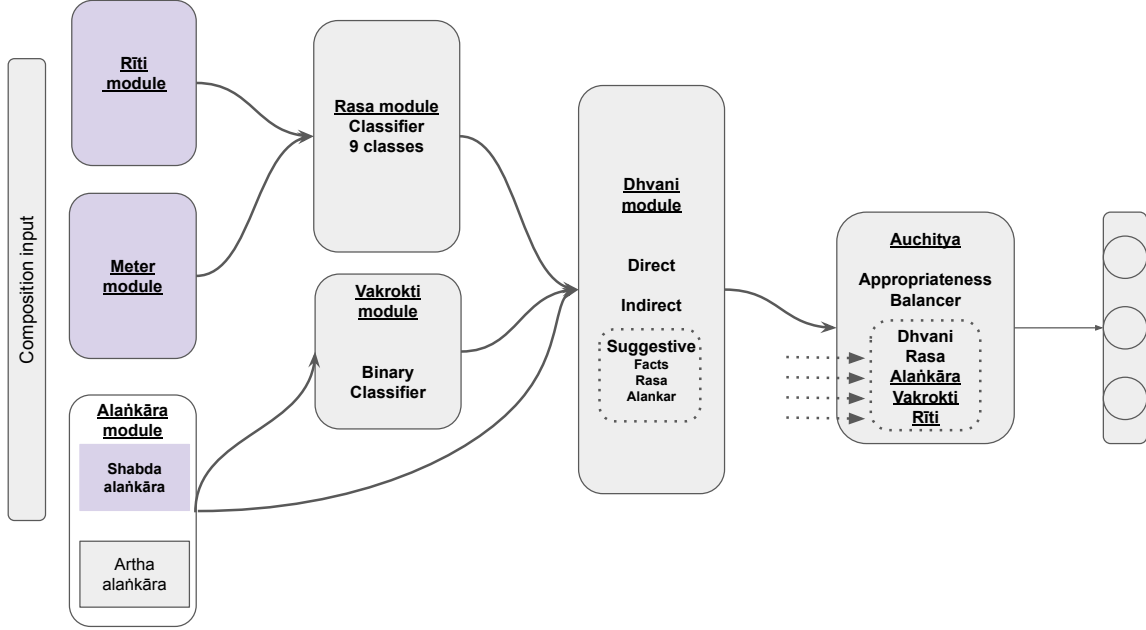 Composition input
Rīti
module
Meter
module
Alaṅkāra
module
Shabda
alaṅkāra
Artha
alaṅkāra
Rasa module
Classifier
9 classes
Vakrokti
module
Binary
Classifier
Dhvani
module
Direct
Indirect
Suggestive
Facts
Rasa
Alankar
Auchitya
Appropriateness
Balancer
Dhvani
Rasa
Alaṅkāra
Vakrokti
Rīti